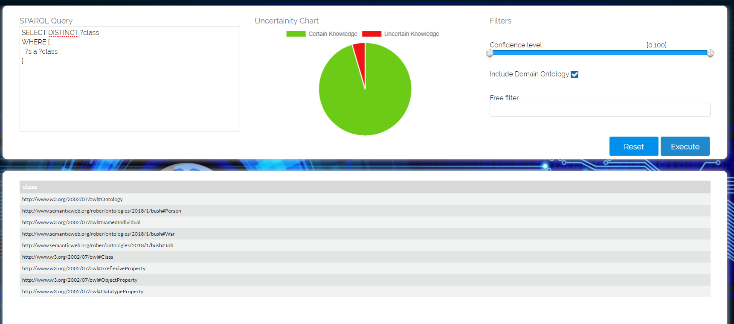 SPARQL Query
SELECT DISTINCT ?class
WHERE {
?s a ?class
}
Uncertainity Chart
Certain Knowledge
Uncertain Knowledge
Filters
Confidence level
[0,100]
Include Domain Ontology
Free filter
Reset
Execute
class
http://www.w3.org/2002/07/owl#Ontology
http://www.semanticweb.org/rober/ontologies/2018/1/bush#Person
http://www.w3.org/2002/07/owl#NamedIndividual
http://www.semanticweb.org/rober/ontologies/2018/1/bush#War
http://www.semanticweb.org/rober/ontologies/2018/1/bush#Job
http://www.w3.org/2002/07/owl#Class
http://www.w3.org/2002/07/owl#IrreflexiveProperty
http://www.w3.org/2002/07/owl#ObjectProperty
http://www.w3.org/2002/07/owl#DatatypeProperty